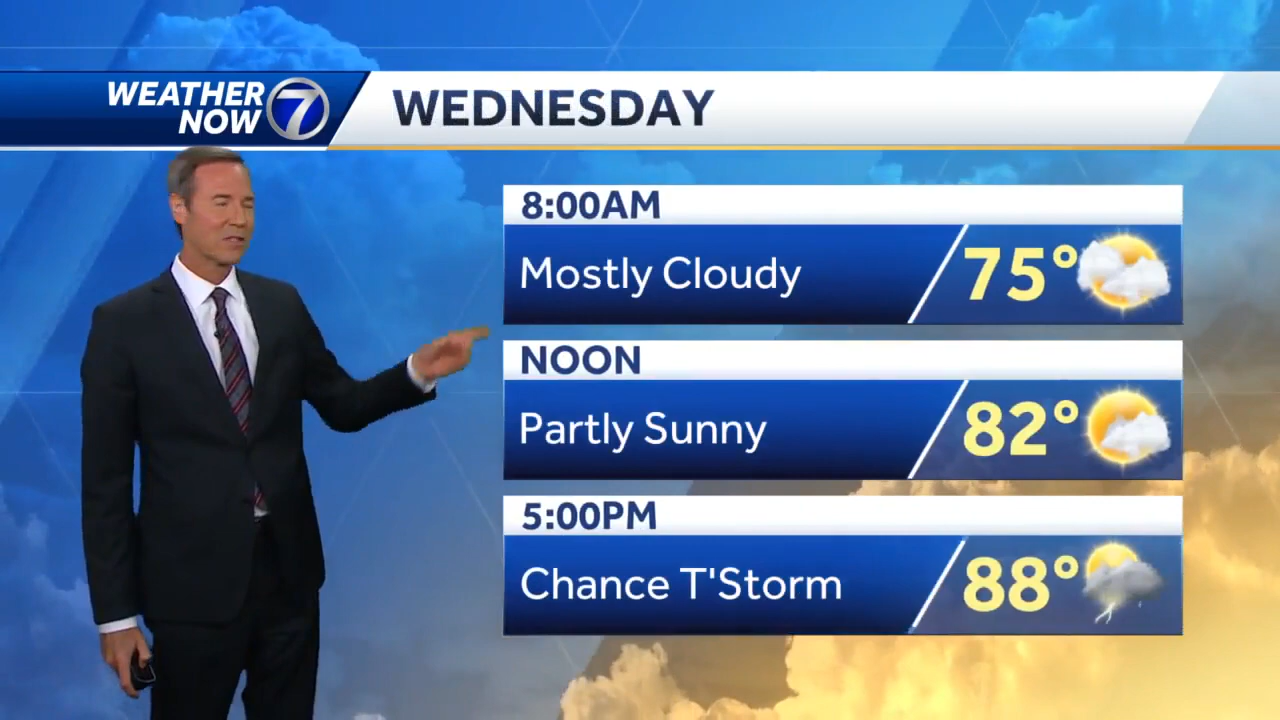 WEATHER
NOW 7
WEDNESDAY
8:00AM
Mostly Cloudy 75°
NOON
Partly Sunny 82°
5:00PM
Chance T'Storm 88°